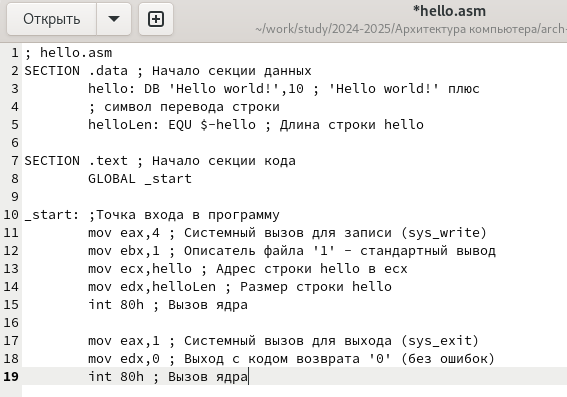 Открыть
*hello.asm
~/work/study/2024-2025/Архитектура компьютера/arch-
1 ; hello.asm
2 SECTION .data ; Начало секции данных
3 hello: DB 'Hello world!',10 ; 'Hello world!' плюс
4 ; символ перевода строки
5 helloLen: EQU $-hello ; Длина строки hello
6
7 SECTION .text ; Начало секции кода
8 GLOBAL _start
9
10 _start: ;Точка входа в программу
11 mov eax,4 ; Системный вызов для записи (sys_write)
12 mov ebx,1 ; Описатель файла '1' - стандартный вывод
13 mov ecx,hello ; Адрес строки hello в ecx
14 mov edx,helloLen ; Размер строки hello
15 int 80h ; Вызов ядра
16
17 mov eax,1 ; Системный вызов для выхода (sys_exit)
18 mov edx,0 ; Выход с кодом возврата '0' (без ошибок)
19 int 80h ; Вызов ядра